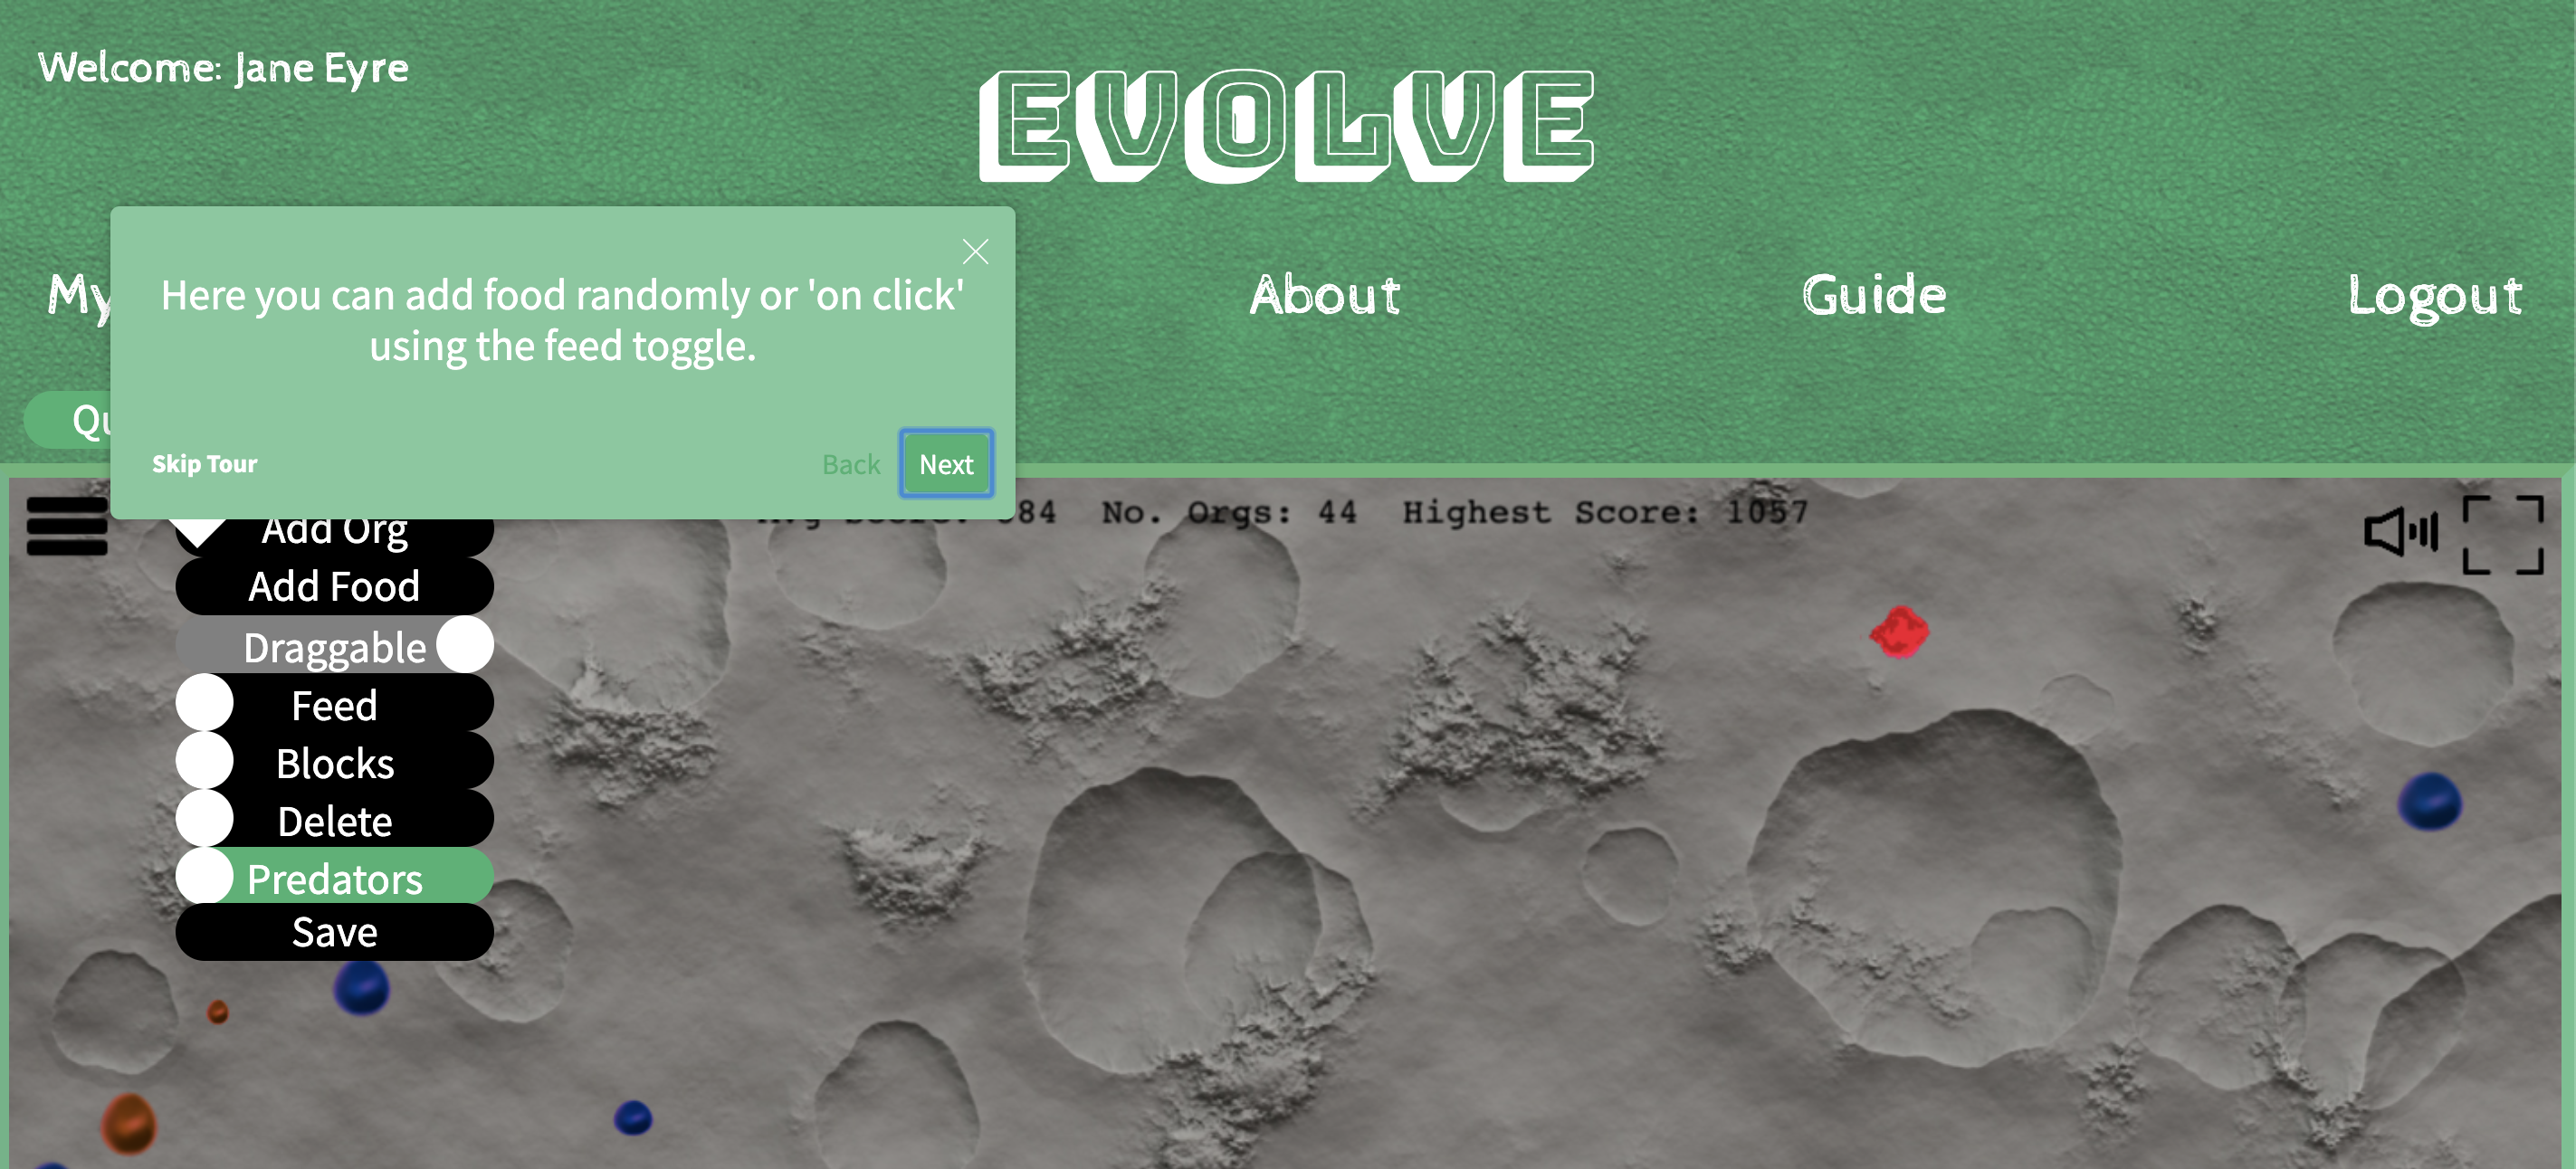 Welcome: Jane Eyre
EVOLVE
My
About
Guide
Logout
Here you can add food randomly or 'on click'
using the feed toggle.
Skip Tour
Back
Next
84 No. Orgs: 44 Highest Score: 1057
Add Org
Add Food
Draggable
Feed
Blocks
Delete
Predators
Save